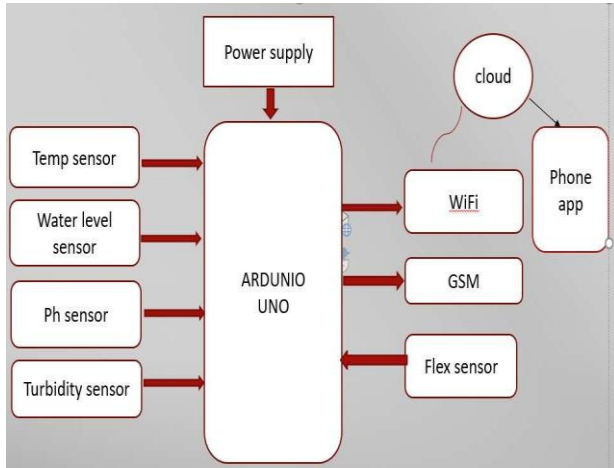 Power supply
cloud
Temp sensor
Phone
app
WiFi
Water level
sensor
ARDUNIO
UNO
GSM
Ph sensor
Flex sensor
Turbidity sensor